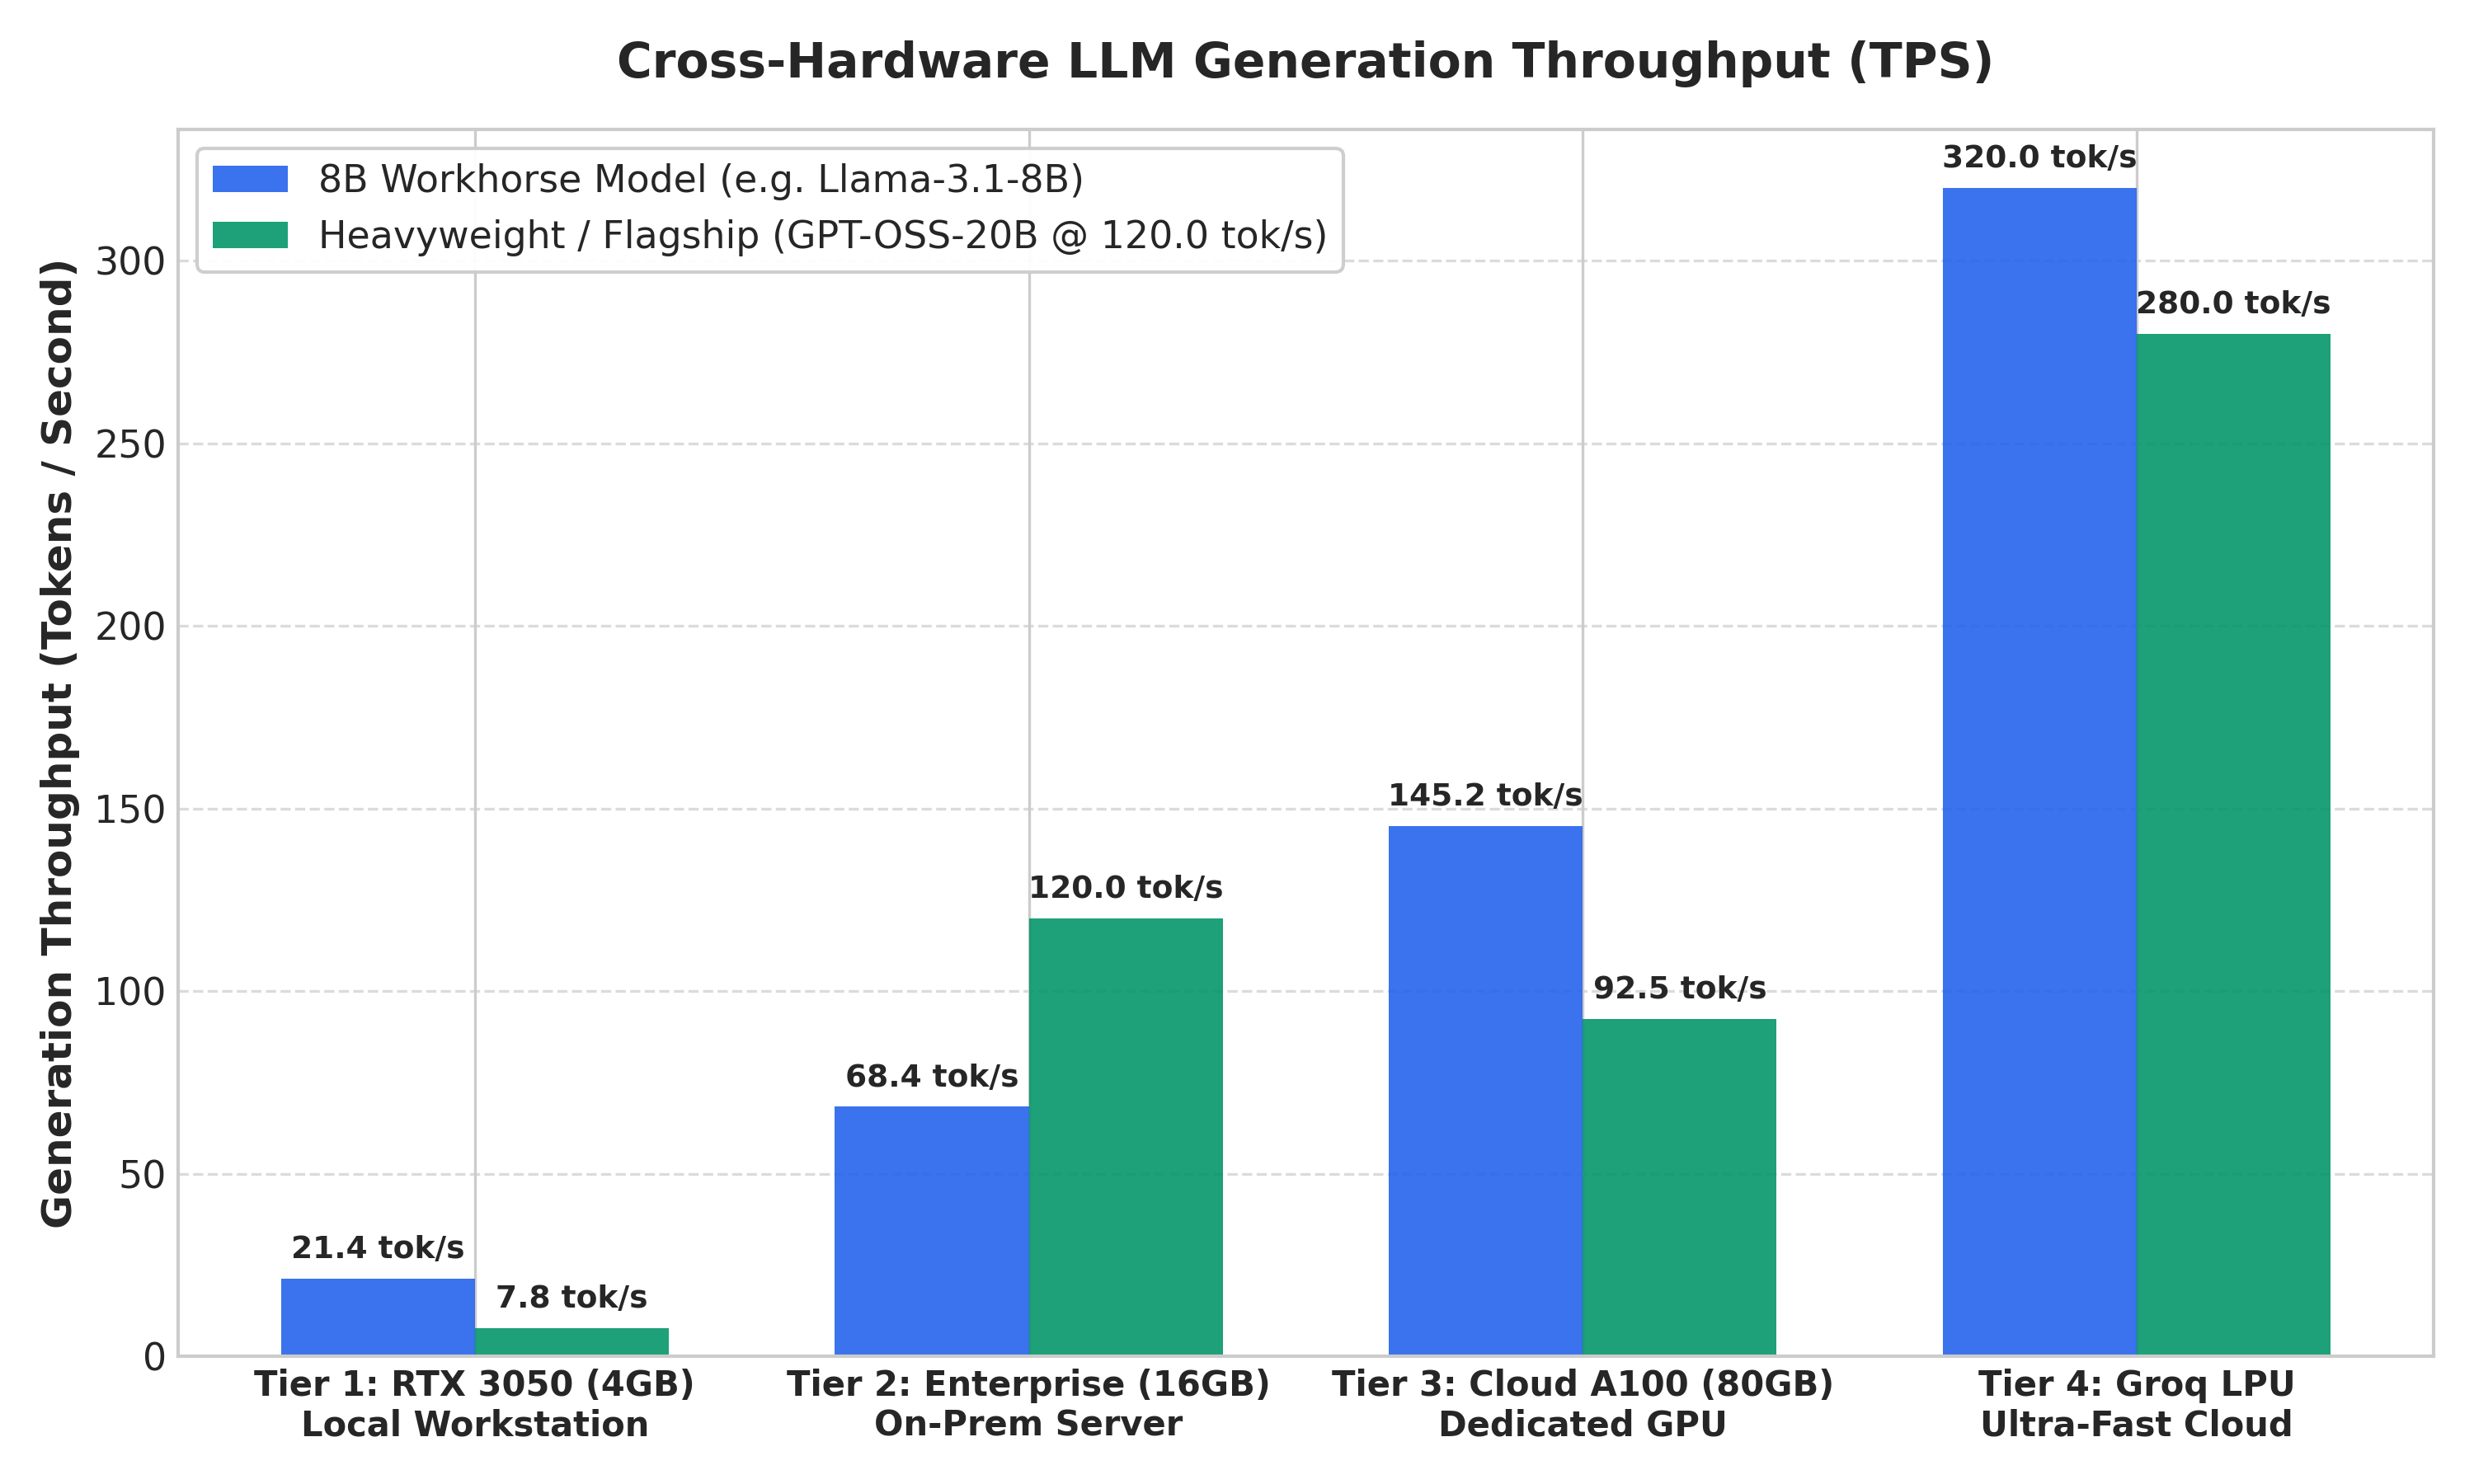 Cross-Hardware LLM Generation Throughput (TPS)
8B Workhorse Model (e.g. Llama-3.1-8B)
Heavyweight / Flagship (GPT-OSS-20B @ 120.0 tok/s)
Generation Throughput (Tokens / Second)
300
250
200
150
100
50
0
21.4 tok/s
7.8 tok/s
68.4 tok/s
120.0 tok/s
145.2 tok/s
92.5 tok/s
320.0 tok/s
280.0 tok/s
Tier 1: RTX 3050 (4GB)
Local Workstation
Tier 2: Enterprise (16GB)
On-Prem Server
Tier 3: Cloud A100 (80GB)
Dedicated GPU
Tier 4: Groq LPU
Ultra-Fast Cloud